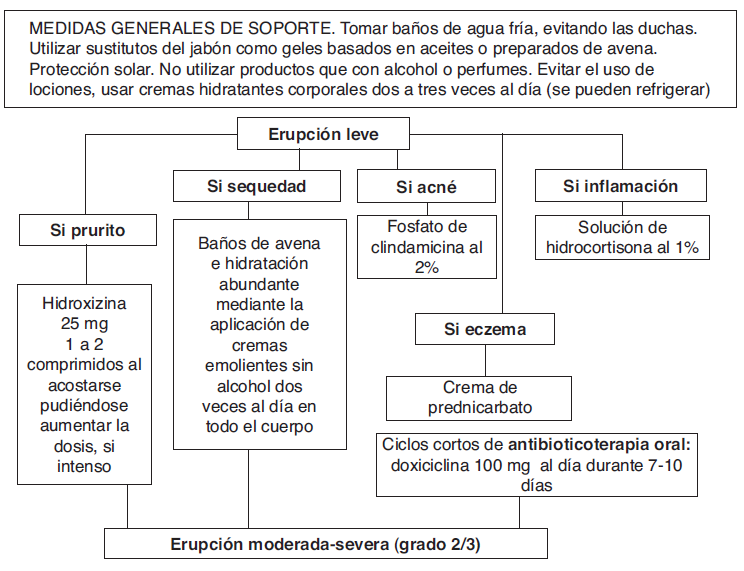 MEDIDAS GENERALES DE SOPORTE. Tomar baños de agua fría, evitando las duchas.
Utilizar sustitutos del jabón como geles basados en aceites o preparados de avena.
Protección solar. No utilizar productos que con alcohol o perfumes. Evitar el uso de
lociones, usar cremas hidratantes corporales dos a tres veces al día (se pueden refrigerar)
Erupción leve
Si prurito
Hidroxizina
25 mg
1 a 2
comprimidos al
acostarse
pudiéndose
aumentar la
dosis, si
intenso
Si sequedad
Baños de avena
e hidratación
abundante
mediante la
aplicación de
cremas
emolientes sin
alcohol dos
veces al día en
todo el cuerpo
Si acné
Fosfato de
clindamicina al
2%
Si inflamación
Solución de
hidrocortisona al 1%
Si eczema
Crema de
prednicarbato
Ciclos cortos de antibioticoterapia oral:
doxiciclina 100 mg al día durante 7-10
días
Erupción moderada-severa (grado 2/3)